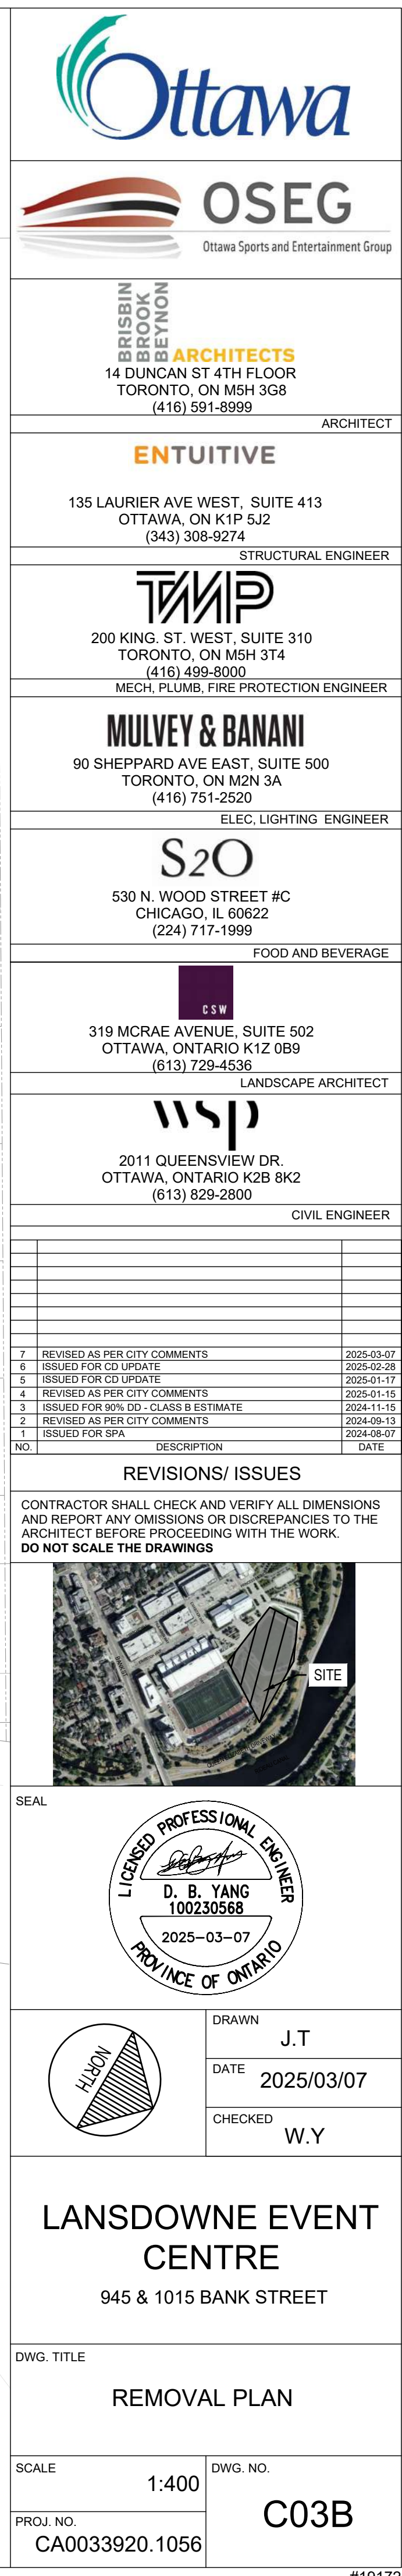 Ottawa
OSEG
Ottawa Sports and Entertainment Group
BRISBIN
BROOK
BEYNON
ARCHITECTS
14 DUNCAN ST 4TH FLOOR
TORONTO, ON M5H 3G8
(416) 591-8999
ARCHITECT
ENTUITIVE
135 LAURIER AVE WEST, SUITE 413
OTTAWA, ON K1P 5J2
(343) 308-9274
STRUCTURAL ENGINEER
TMP
200 KING. ST. WEST, SUITE 310
TORONTO, ON M5H 3T4
(416) 499-8000
MECH, PLUMB, FIRE PROTECTION ENGINEER
MULVEY & BANANI
90 SHEPPARD AVE EAST, SUITE 500
TORONTO, ON M2N 3A
(416) 751-2520
ELEC, LIGHTING ENGINEER
S2O
530 N. WOOD STREET #C
CHICAGO, IL 60622
(224) 717-1999
FOOD AND BEVERAGE
CSW
319 MCRAE AVENUE, SUITE 502
OTTAWA, ONTARIO K1Z 0B9
(613) 729-4536
LANDSCAPE ARCHITECT
wsp
2011 QUEENSVIEW DR.
OTTAWA, ONTARIO K2B 8K2
(613) 829-2800
CIVIL ENGINEER
7 REVISED AS PER CITY COMMENTS 2025-03-07
6 ISSUED FOR CD UPDATE 2025-02-28
5 ISSUED FOR CD UPDATE 2025-01-17
4 REVISED AS PER CITY COMMENTS 2025-01-15
3 ISSUED FOR 90% DD - CLASS B ESTIMATE 2024-11-15
2 REVISED AS PER CITY COMMENTS 2024-09-13
1 ISSUED FOR SPA 2024-08-07
NO. DESCRIPTION DATE
REVISIONS/ ISSUES
CONTRACTOR SHALL CHECK AND VERIFY ALL DIMENSIONS
AND REPORT ANY OMISSIONS OR DISCREPANCIES TO THE
ARCHITECT BEFORE PROCEEDING WITH THE WORK.
DO NOT SCALE THE DRAWINGS
SITE
SEAL
LICENSED PROFESSIONAL ENGINEER
D. B. YANG
100230568
2025-03-07
PROVINCE OF ONTARIO
NORTH
DRAWN
J.T
DATE
2025/03/07
CHECKED
W.Y
LANSDOWNE EVENT
CENTRE
945 & 1015 BANK STREET
DWG. TITLE
REMOVAL PLAN
SCALE
1:400
DWG. NO.
C03B
PROJ. NO.
CA0033920.1056